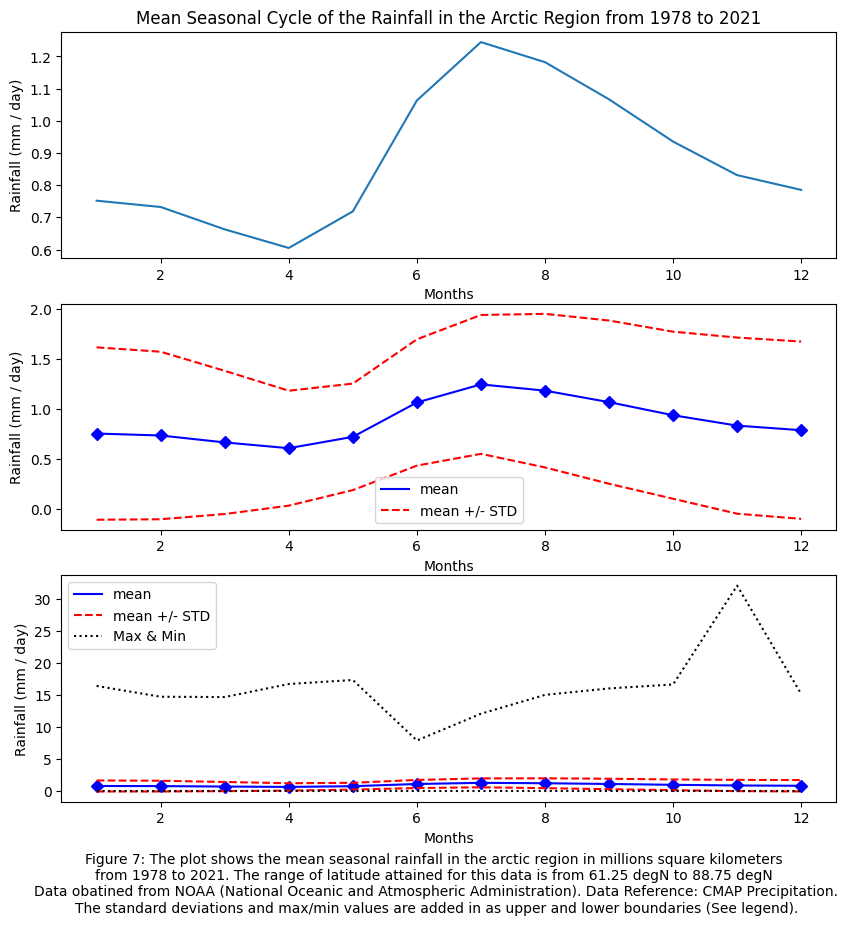 Mean Seasonal Cycle of the Rainfall in the Arctic Region from 1978 to 2021
Rainfall (mm / day)
1.2
1.1
1.0
0.9
0.8
0.7
0.6
2 4 6 8 10 12
Months
Rainfall (mm / day)
2.0
1.5
1.0
0.5
0.0
mean
mean +/- STD
2 4 6 8 10 12
Months
Rainfall (mm / day)
30
25
20
15
10
5
0
mean
mean +/- STD
Max & Min
2 4 6 8 10 12
Months
Figure 7: The plot shows the mean seasonal rainfall in the arctic region in millions square kilometers
from 1978 to 2021. The range of latitude attained for this data is from 61.25 degN to 88.75 degN
Data obatined from NOAA (National Oceanic and Atmospheric Administration). Data Reference: CMAP Precipitation.
The standard deviations and max/min values are added in as upper and lower boundaries (See legend).